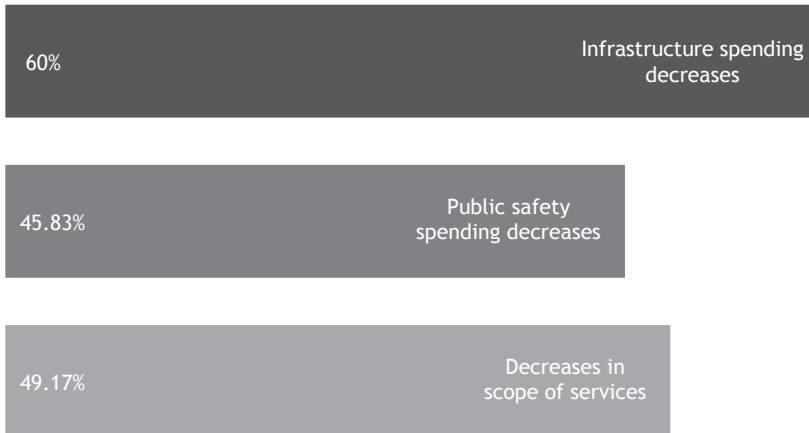 60%
Infrastructure spending
decreases
45.83%
Public safety
spending decreases
49.17%
Decreases in
scope of services